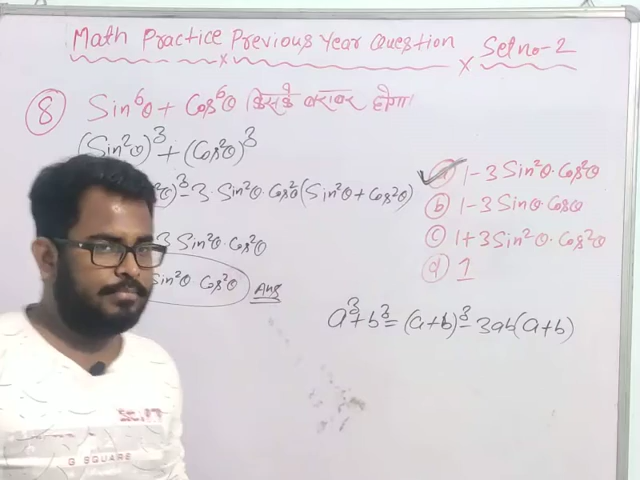 Math Practice Previous Year Question Set no-2
x x
8 Sin⁶θ + Cos⁶θ किसके बराबर होगा।
(Sin²θ)³ + (Cos²θ)³
²θ)³ - 3 · Sin²θ · Cos²θ (Sin²θ + Cos²θ)
3 Sin²θ · Cos²θ
Sin²θ Cos²θ Ans
1 - 3 Sin²θ · Cos²θ
b 1 - 3 Sinθ · Cosθ
c 1 + 3 Sin²θ · Cos²θ
d 1
a³ + b³ = (a+b)³ - 3ab(a+b)
G SQUARES